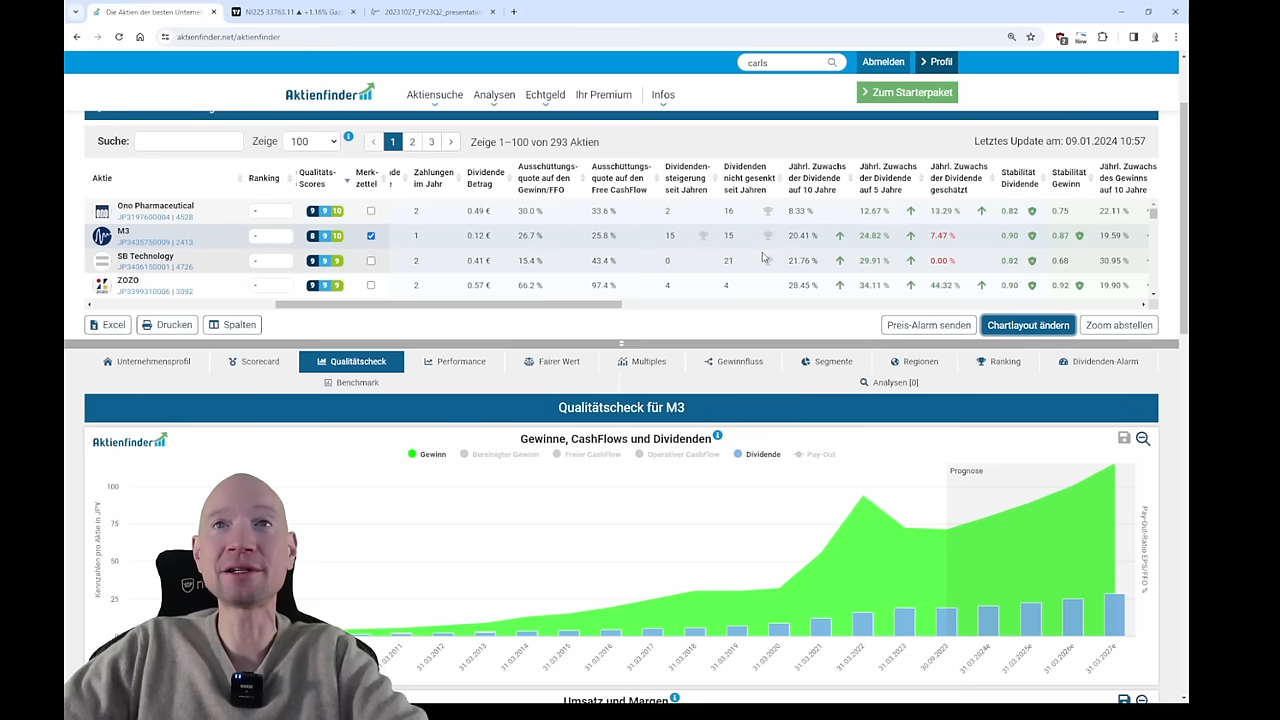 Die Aktien der besten Unterne
NI225 33763.11 ▲ +1.16%
20231027_FY23Q2_presentatio
aktienfinder.net/aktienfinder
carls
Abmelden
Profil
Aktienfinder
Aktiensuche
Analysen
Echtgeld
Ihr Premium
Infos
Zum Starterpaket
Suche:
Zeige
100
1 2 3
Zeige 1–100 von 293 Aktien
Letztes Update am: 09.01.2024 10:57
Aktie
Ranking
Qualitäts-
Scores
Merk-
zettel
Zahlungen
im Jahr
Dividende
Betrag
Ausschüttungs-
quote auf den
Gewinn/FFO
Ausschüttungs-
quote auf den
Free CashFlow
Dividenden-
steigerung
seit Jahren
Dividenden
nicht gesenkt
seit Jahren
Jährl. Zuwachs
der Dividende
auf 10 Jahre
Jährl. Zuwachs
der Dividende
auf 5 Jahre
Jährl. Zuwachs
der Dividende
geschätzt
Stabilität
Dividende
Stabilität
Gewinn
Jährl. Zuwachs
des Gewinns
auf 10 Jahre
Ono Pharmaceutical
JP3197600004 | 4528
- 9 9 10 2 0.49 € 30.0 % 33.6 % 2 16 8.33 % 12.67 % 13.29 % 0.82 0.75 22.11 %
M3
JP3435750009 | 2413
- 8 9 10 1 0.12 € 26.7 % 25.8 % 15 15 20.41 % 24.82 % 7.47 % 0.90 0.87 19.59 %
SB Technology
JP3436150001 | 4726
- 9 9 9 2 0.41 € 15.4 % 43.4 % 0 21 21.76 % 29.91 % 0.00 % 0.82 0.68 30.95 %
ZOZO
JP3399310006 | 3092
- 9 9 9 2 0.57 € 66.2 % 97.4 % 4 4 28.45 % 34.11 % 44.32 % 0.90 0.92 19.90 %
Excel
Drucken
Spalten
Preis-Alarm senden
Chartlayout ändern
Zoom abstellen
Unternehmensprofil
Scorecard
Qualitätscheck
Performance
Fairer Wert
Multiples
Gewinnfluss
Segmente
Regionen
Ranking
Dividenden-Alarm
Benchmark
Analysen [0]
Qualitätscheck für M3
Aktienfinder
Gewinne, CashFlows und Dividenden
Gewinn
Bereinigter Gewinn
Freier CashFlow
Operativer CashFlow
Dividende
Pay-Out
Prognose
100
75
50
25
Kennzahlen pro Aktie in JPY
Pay-Out-Ratio EPS/FFO %
31.03.2013
31.03.2014
31.03.2015
31.03.2016
31.03.2017
31.03.2018
31.03.2019
31.03.2020
31.03.2021
31.03.2022
31.03.2023
30.09.2023
31.03.2024e
31.03.2025e
31.03.2026e
31.03.2027e
Umsatz und Margen